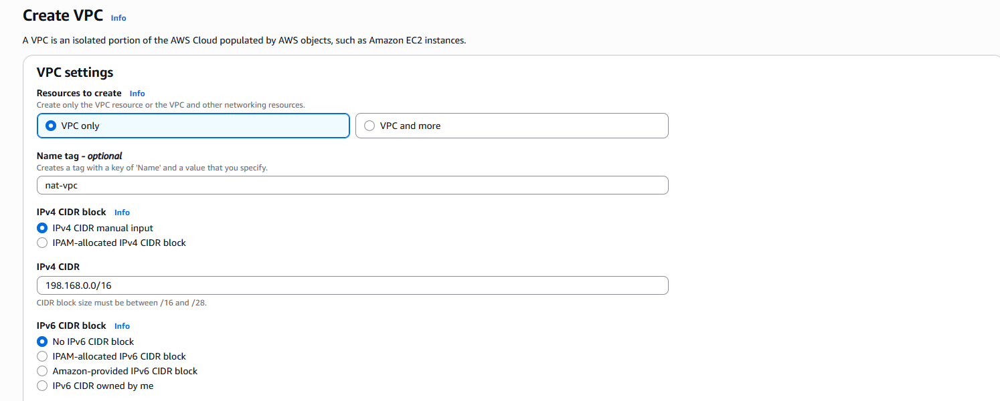 Create VPC Info
A VPC is an isolated portion of the AWS Cloud populated by AWS objects, such as Amazon EC2 instances.
VPC settings
Resources to create Info
Create only the VPC resource or the VPC and other networking resources.
VPC only VPC and more
Name tag - optional
Creates a tag with a key of 'Name' and a value that you specify.
nat-vpc
IPv4 CIDR block Info
IPv4 CIDR manual input
IPAM-allocated IPv4 CIDR block
IPv4 CIDR
198.168.0.0/16
CIDR block size must be between /16 and /28.
IPv6 CIDR block Info
No IPv6 CIDR block
IPAM-allocated IPv6 CIDR block
Amazon-provided IPv6 CIDR block
IPv6 CIDR owned by me